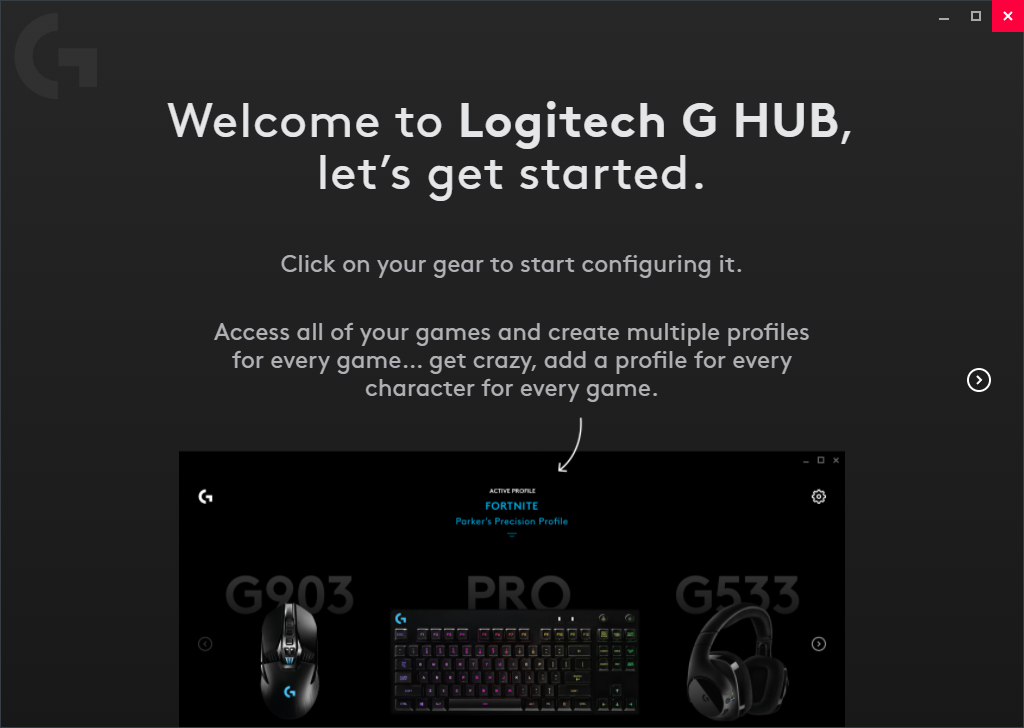 Welcome to Logitech G HUB,
let's get started.
Click on your gear to start configuring it.
Access all of your games and create multiple profiles
for every game... get crazy, add a profile for every
character for every game.
ACTIVE PROFILE
FORTNITE
Parker's Precision Profile
G903
PRO
G533